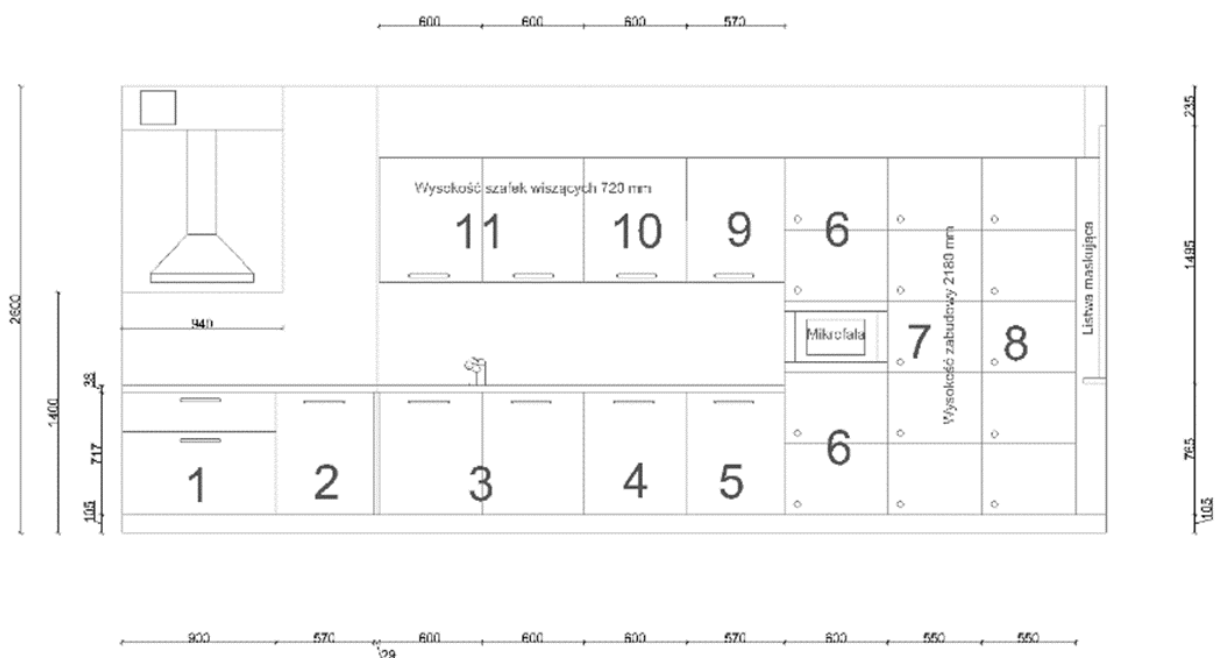 600 600 600 570
235
Wysokość szafek wiszących 720 mm
11 10 9 6
Wysokość zabudowy 2180 mm
Listwa maskująca
1495
2600
940
Mikrofala
7 8
38
1400
717
765
1 2 3 4 5 6
105
105
900 570 600 600 600 570 600 550 550
29